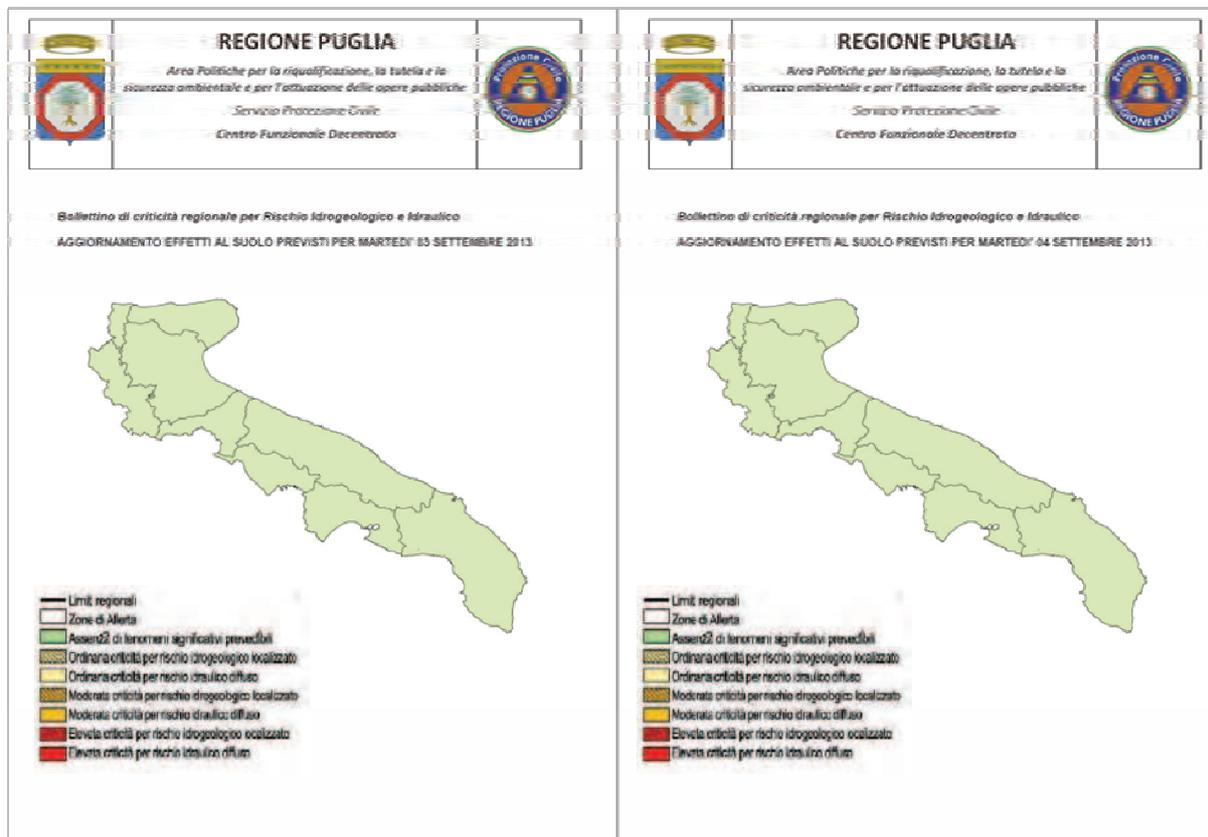 REGIONE PUGLIA
Area Politiche per la riqualificazione, la tutela e la
sicurezza ambientale e per l'attuazione delle opere pubbliche
Servizio Protezione Civile
Centro Funzionale Decentrato
Protezione Civile
REGIONE PUGLIA
Bollettino di criticità regionale per Rischio Idrogeologico e Idraulico
AGGIORNAMENTO EFFETTI AL SUOLO PREVISTI PER MARTEDI' 03 SETTEMBRE 2013
Limiti regionali
Zone di Allerta
Assenza di fenomeni significativi prevedibili
Ordinaria criticità per rischio idrogeologico localizzato
Ordinaria criticità per rischio idraulico diffuso
Moderata criticità per rischio idrogeologico localizzato
Moderata criticità per rischio idraulico diffuso
Elevata criticità per rischio idrogeologico localizzato
Elevata criticità per rischio idraulico diffuso
REGIONE PUGLIA
Area Politiche per la riqualificazione, la tutela e la
sicurezza ambientale e per l'attuazione delle opere pubbliche
Servizio Protezione Civile
Centro Funzionale Decentrato
Protezione Civile
REGIONE PUGLIA
Bollettino di criticità regionale per Rischio Idrogeologico e Idraulico
AGGIORNAMENTO EFFETTI AL SUOLO PREVISTI PER MARTEDI' 04 SETTEMBRE 2013
Limiti regionali
Zone di Allerta
Assenza di fenomeni significativi prevedibili
Ordinaria criticità per rischio idrogeologico localizzato
Ordinaria criticità per rischio idraulico diffuso
Moderata criticità per rischio idrogeologico localizzato
Moderata criticità per rischio idraulico diffuso
Elevata criticità per rischio idrogeologico localizzato
Elevata criticità per rischio idraulico diffuso